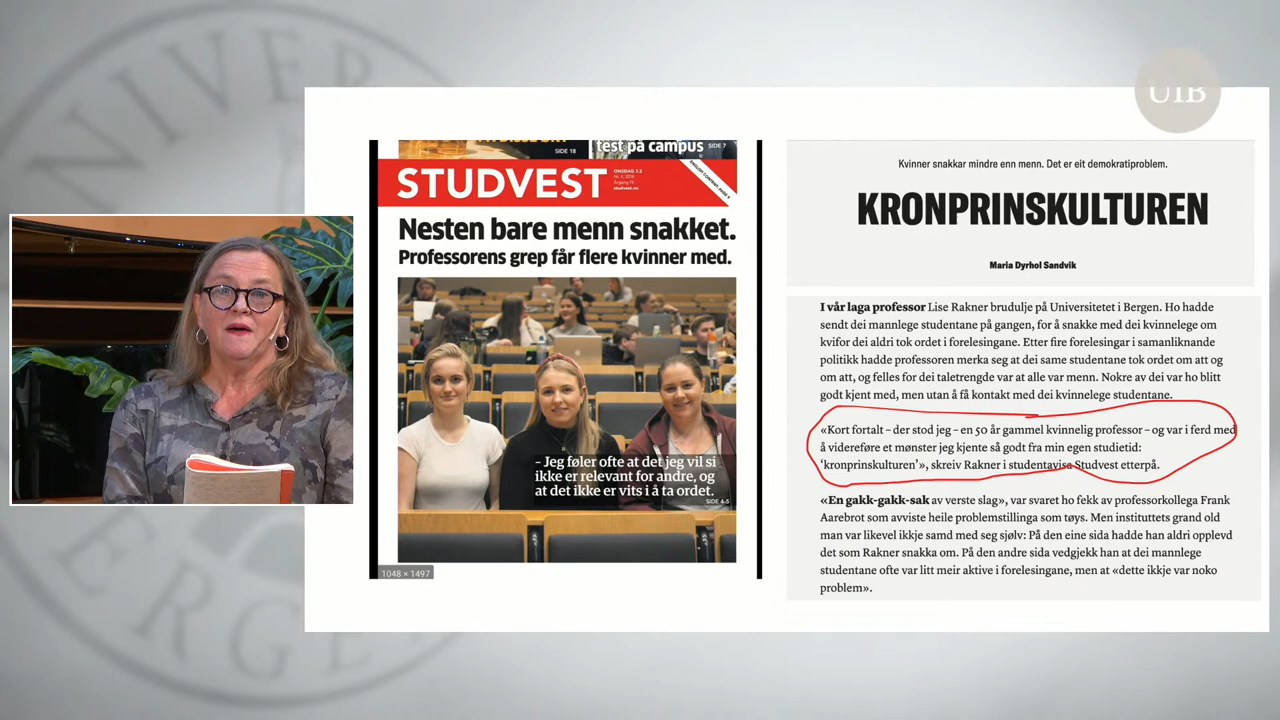 UNIVER
BERGE
UIB
SIDE 18
test på campus SIDE 7
STUDVEST
ONSDAG 7.3
Nr. 4, 2018
Årgang 74
studvest.no
Nesten bare menn snakket.
Professorens grep får flere kvinner med.
– Jeg føler ofte at det jeg vil si
ikke er relevant for andre, og
at det ikke er vits i å ta ordet.
SIDE 4-5
1048 × 1497
Kvinner snakkar mindre enn menn. Det er eit demokratiproblem.
KRONPRINSKULTUREN
Maria Dyrhol Sandvik
I vår laga professor Lise Rakner brudulje på Universitetet i Bergen. Ho hadde
sendt dei mannlege studentane på gangen, for å snakke med dei kvinnelege om
kvifor dei aldri tok ordet i forelesingane. Etter fire forelesingar i samanliknande
politikk hadde professoren merka seg at dei same studentane tok ordet om att og
om att, og felles for dei taletrengde var at alle var menn. Nokre av dei var ho blitt
godt kjent med, men utan å få kontakt med dei kvinnelege studentane.
«Kort fortalt – der stod jeg – en 50 år gammel kvinnelig professor – og var i ferd med
å videreføre et mønster jeg kjente så godt fra min egen studietid:
‘kronprinskulturen’», skreiv Rakner i studentavisa Studvest etterpå.
«En gakk-gakk-sak av verste slag», var svaret ho fekk av professorkollega Frank
Aarebrot som avviste heile problemstillinga som tøys. Men instituttets grand old
man var likevel ikkje samd med seg sjølv: På den eine sida hadde han aldri opplevd
det som Rakner snakka om. På den andre sida vedgjekk han at dei mannlege
studentane ofte var litt meir aktive i forelesingane, men at «dette ikkje var noko
problem».